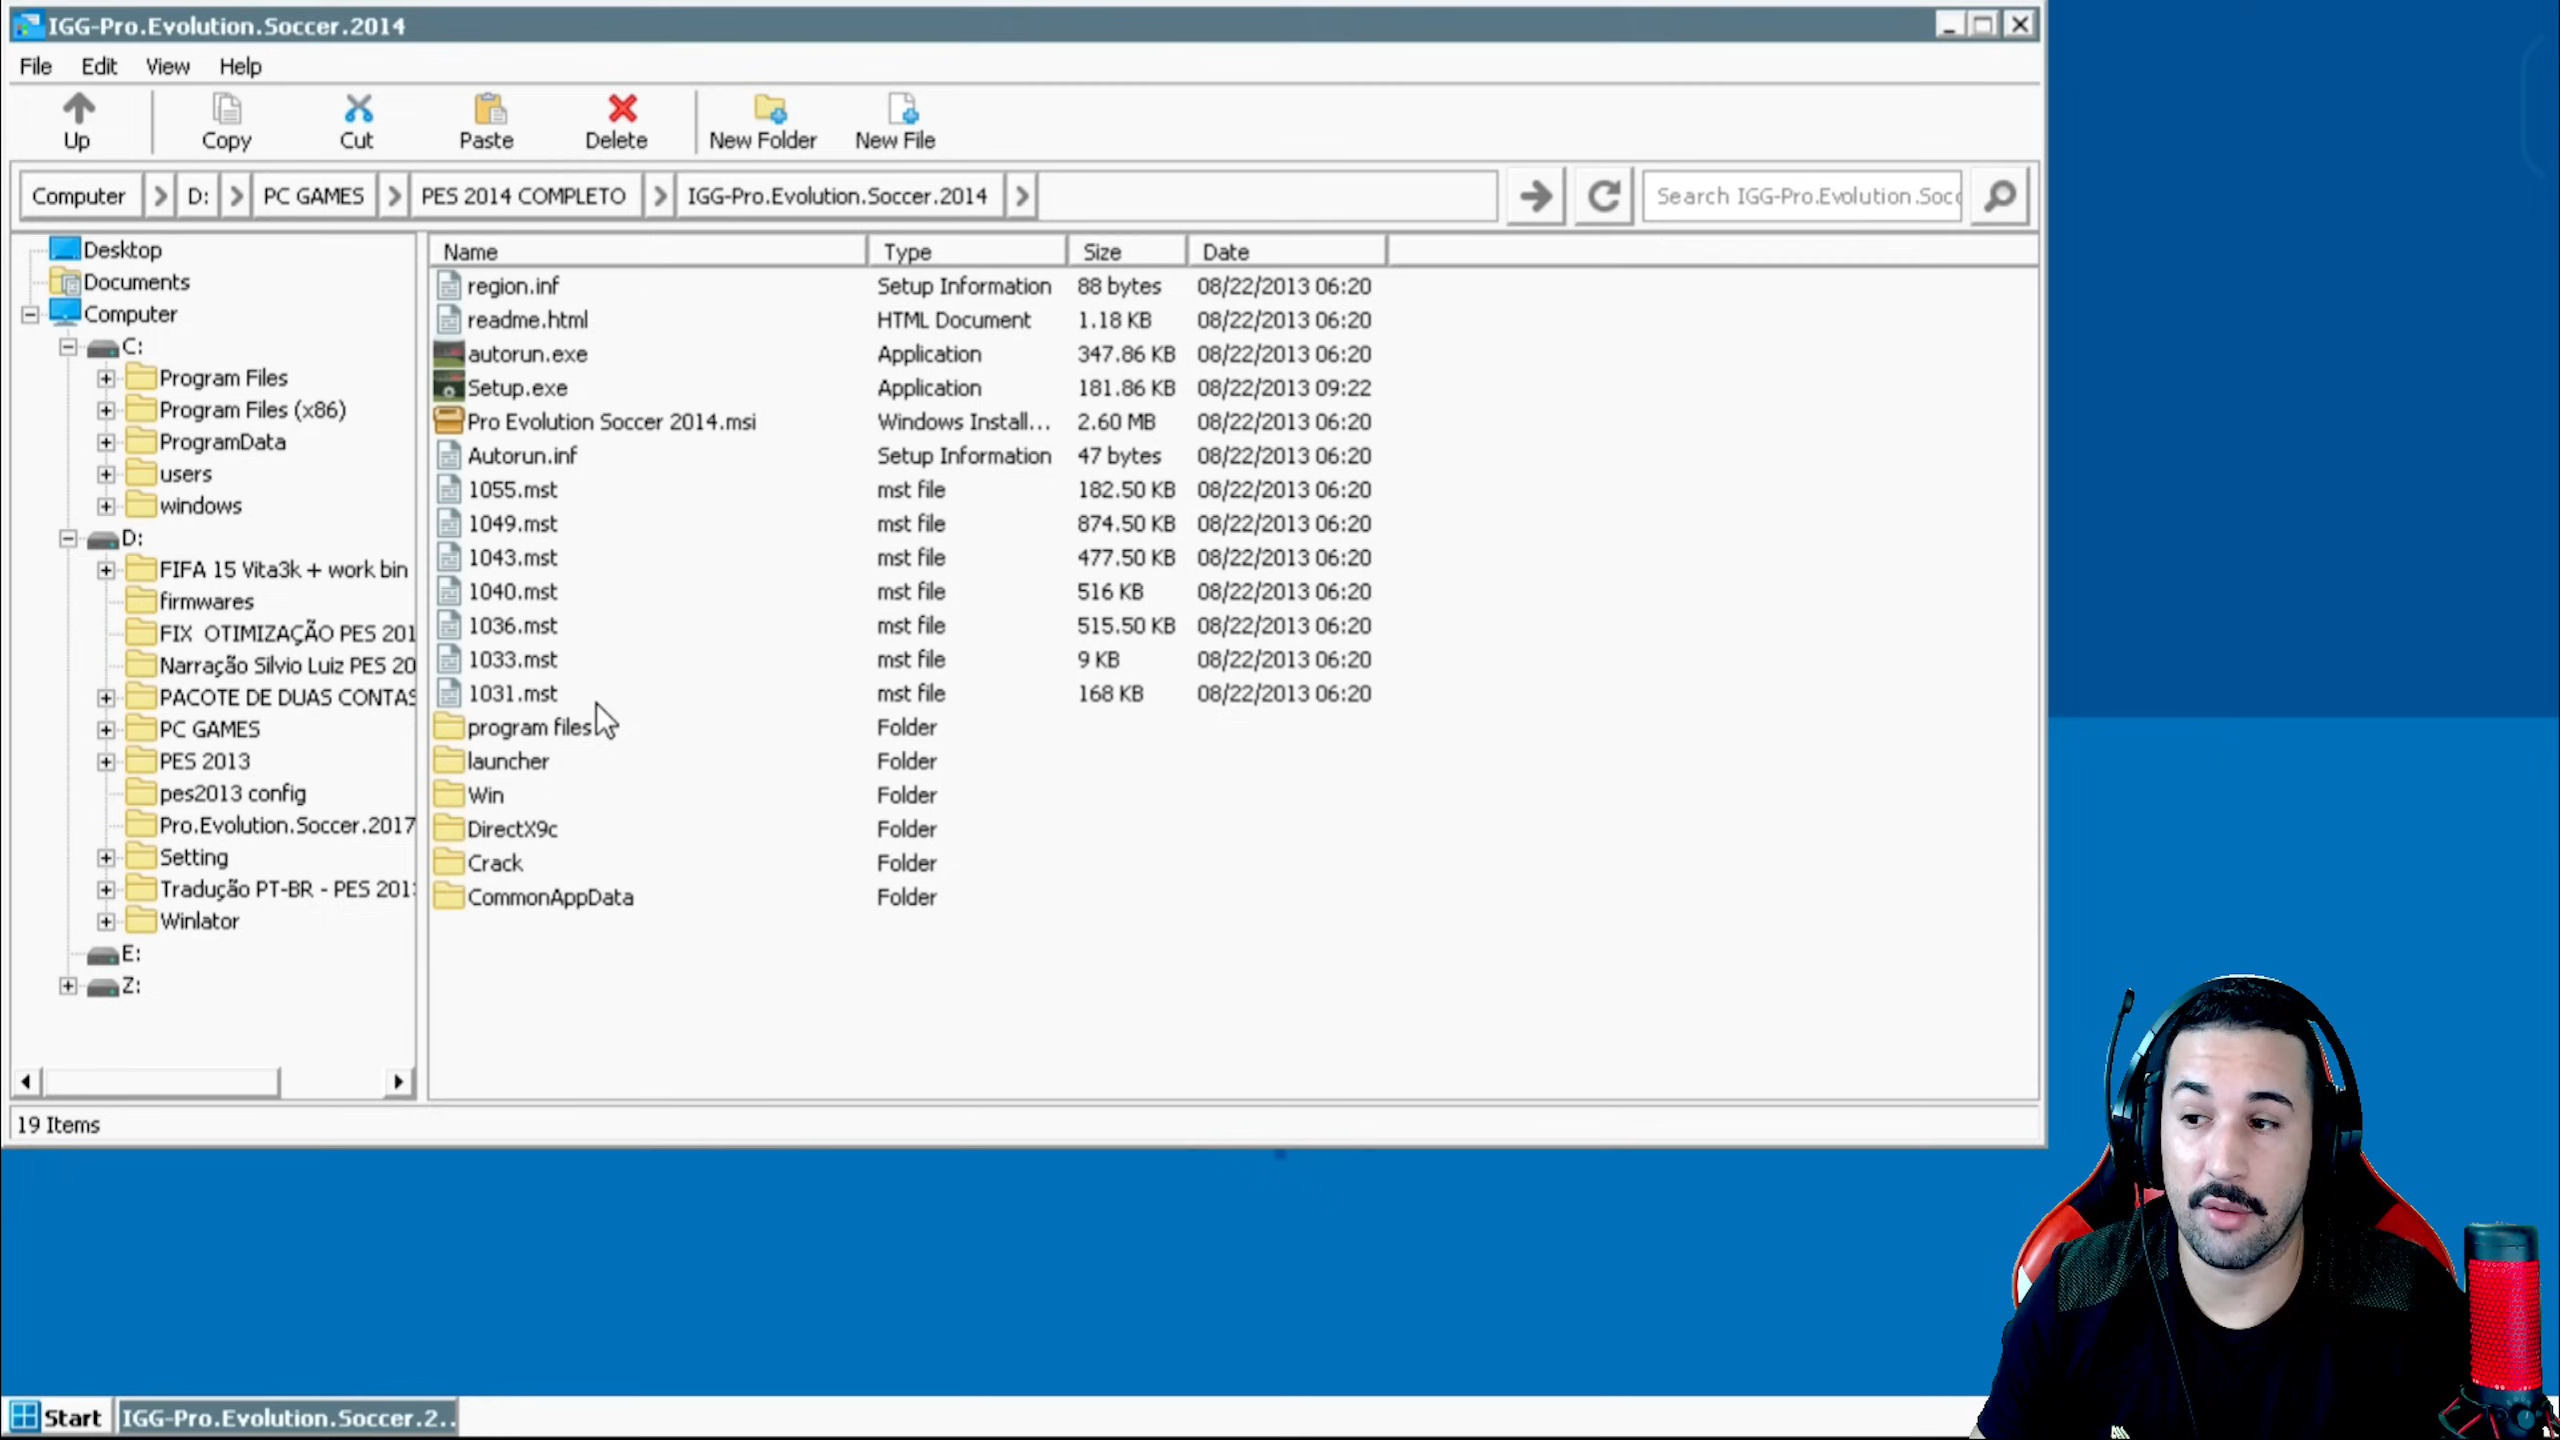 IGG-Pro.Evolution.Soccer.2014
File Edit View Help
Up Copy Cut Paste Delete New Folder New File
Computer D: PC GAMES PES 2014 COMPLETO IGG-Pro.Evolution.Soccer.2014 Search IGG-Pro.Evolution.Soc
Desktop
Documents
Computer
C:
Program Files
Program Files (x86)
ProgramData
users
windows
D:
FIFA 15 Vita3k + work bin
firmwares
FIX OTIMIZAÇÃO PES 201
Narração Silvio Luiz PES 20
PACOTE DE DUAS CONTAS
PC GAMES
PES 2013
pes2013 config
Pro.Evolution.Soccer.2017
Setting
Tradução PT-BR - PES 201
Winlator
E:
Z:
Name Type Size Date
region.inf Setup Information 88 bytes 08/22/2013 06:20
readme.html HTML Document 1.18 KB 08/22/2013 06:20
autorun.exe Application 347.86 KB 08/22/2013 06:20
Setup.exe Application 181.86 KB 08/22/2013 09:22
Pro Evolution Soccer 2014.msi Windows Install... 2.60 MB 08/22/2013 06:20
Autorun.inf Setup Information 47 bytes 08/22/2013 06:20
1055.mst mst file 182.50 KB 08/22/2013 06:20
1049.mst mst file 874.50 KB 08/22/2013 06:20
1043.mst mst file 477.50 KB 08/22/2013 06:20
1040.mst mst file 516 KB 08/22/2013 06:20
1036.mst mst file 515.50 KB 08/22/2013 06:20
1033.mst mst file 9 KB 08/22/2013 06:20
1031.mst mst file 168 KB 08/22/2013 06:20
program files Folder
launcher Folder
Win Folder
DirectX9c Folder
Crack Folder
CommonAppData Folder
19 Items
Start IGG-Pro.Evolution.Soccer.2..